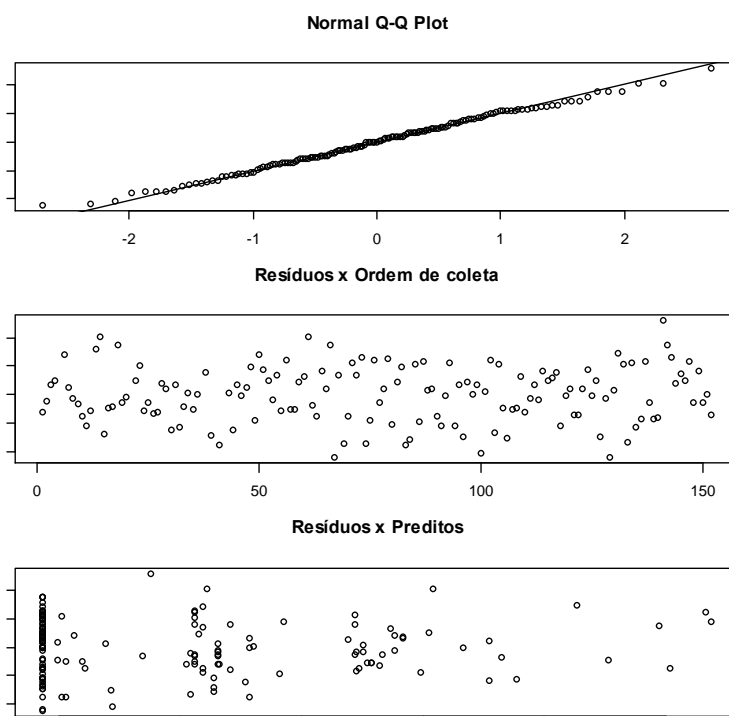 Normal Q-Q Plot
-2 -1 0 1 2
Resíduos x Ordem de coleta
0 50 100 150
Resíduos x Preditos